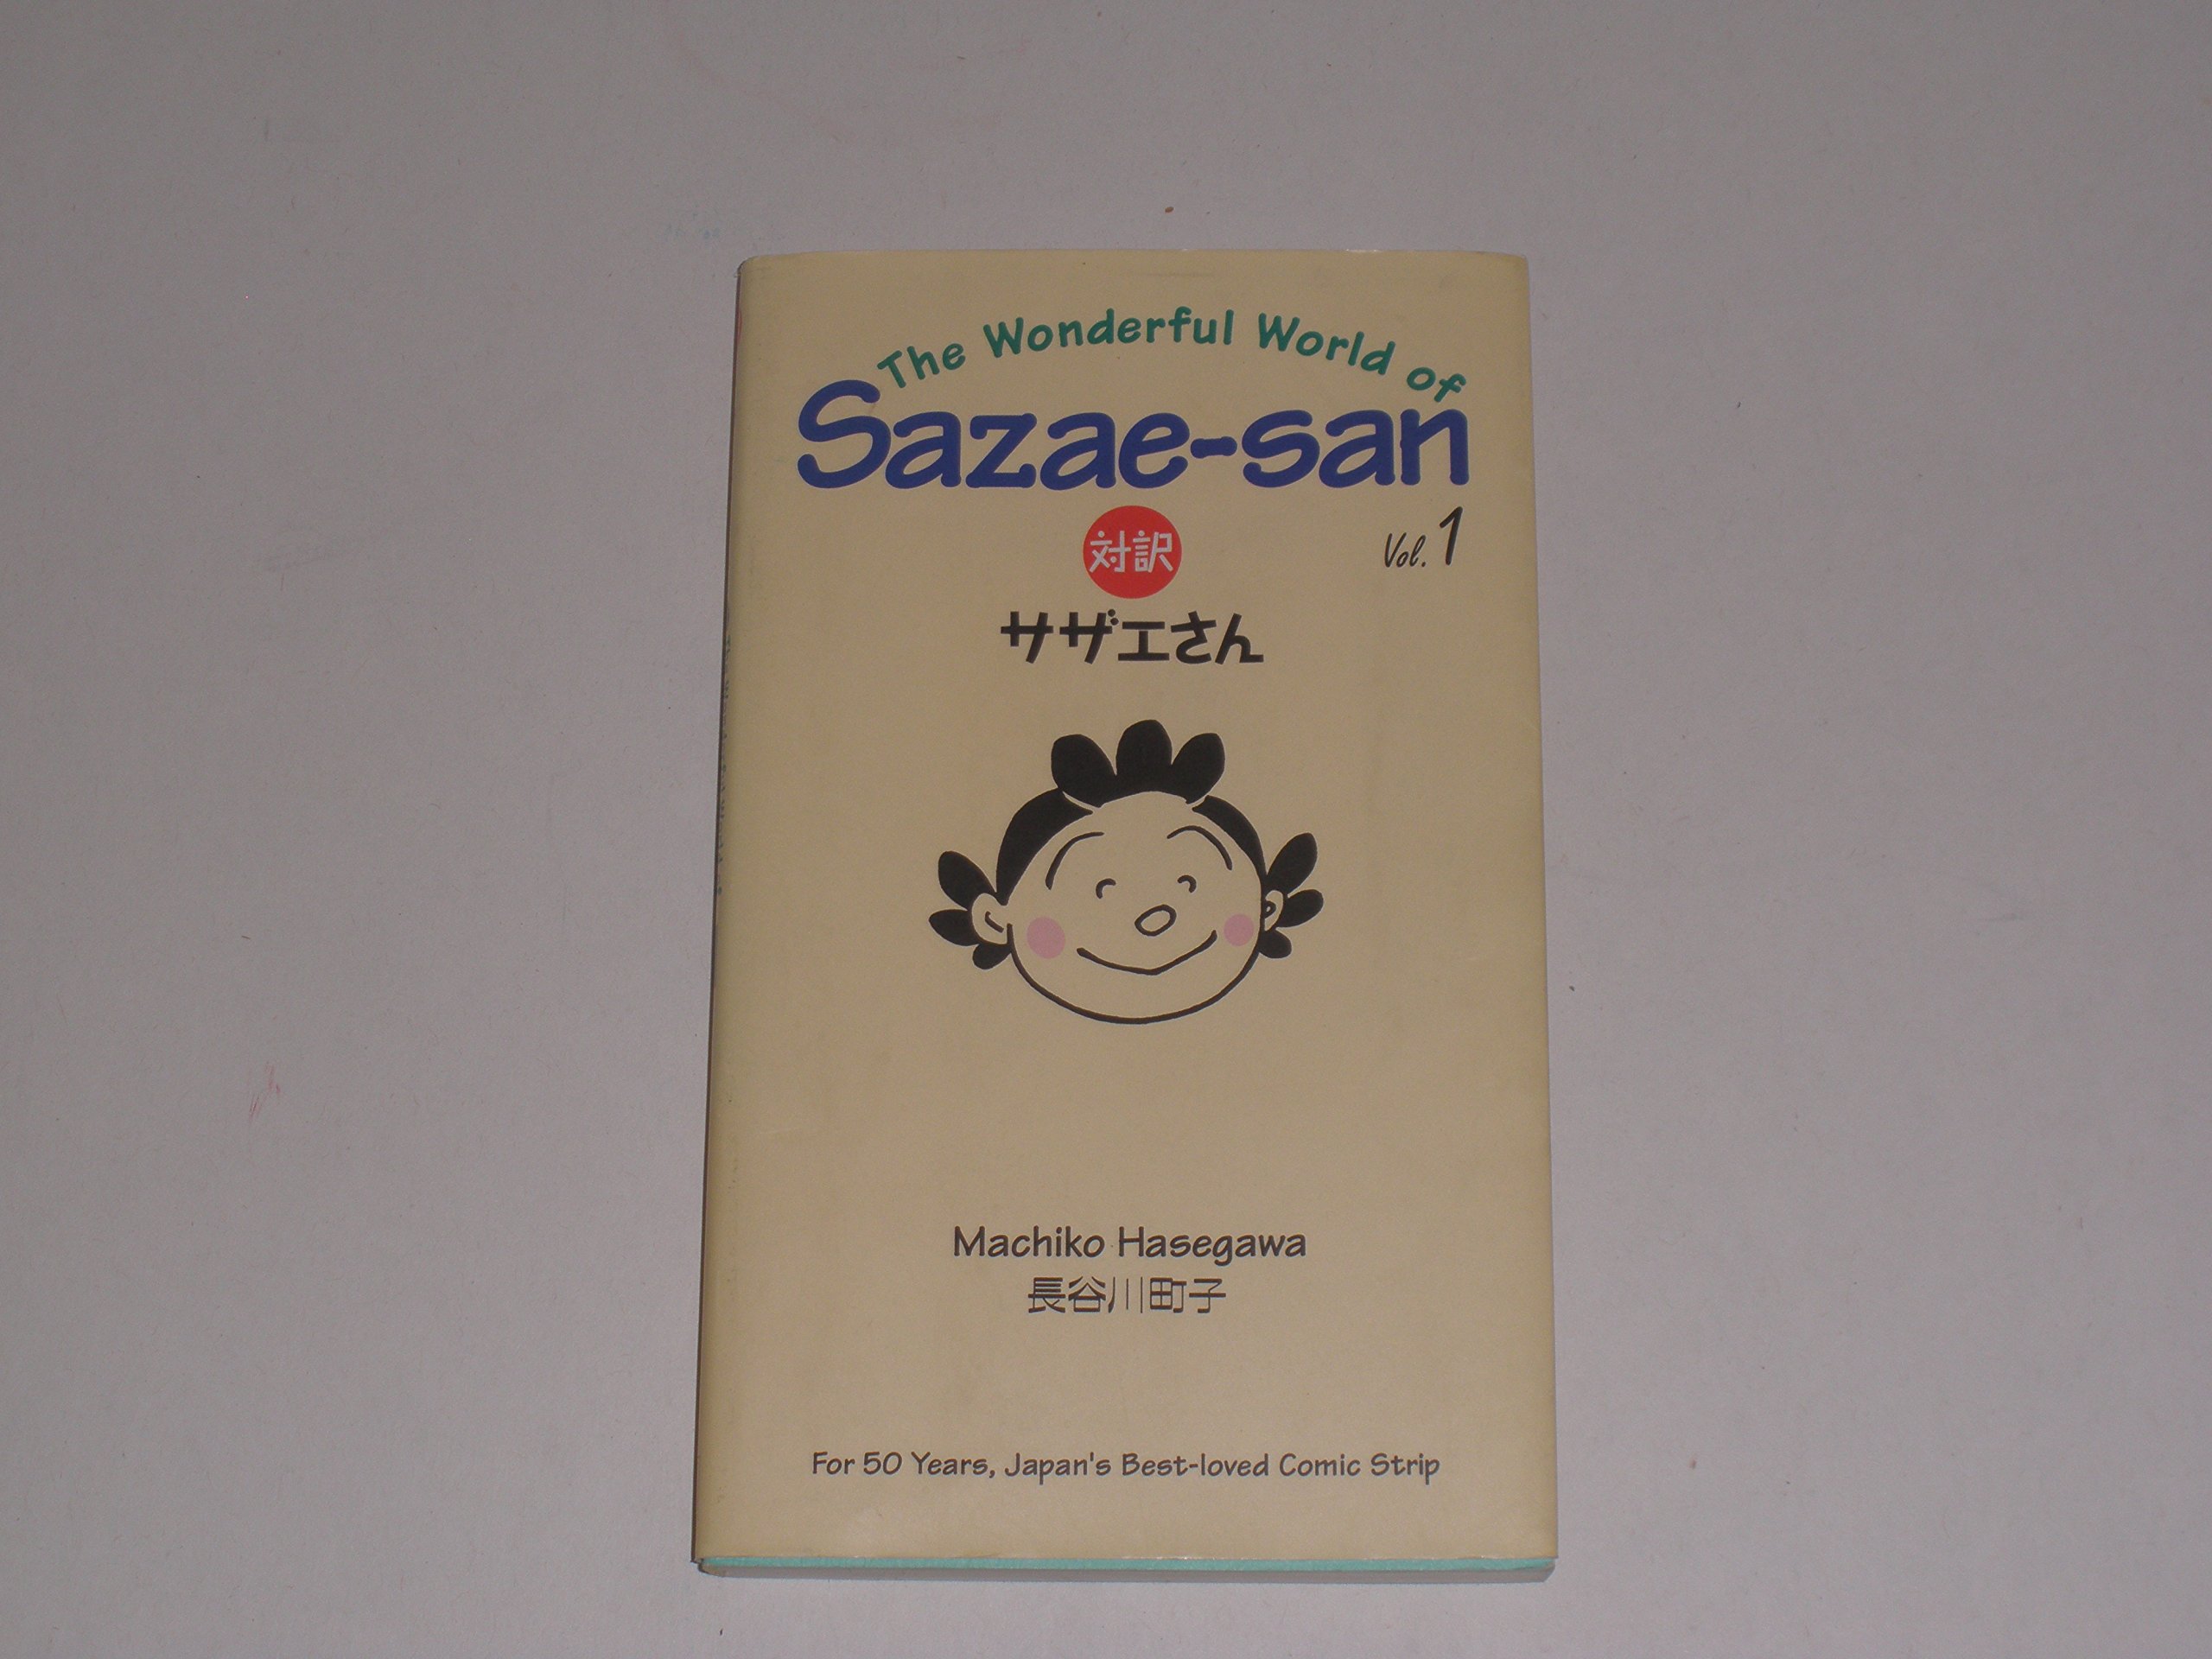 The Wonderful World of
Sazae-san
対訳
Vol. 1
サザエさん
Machiko Hasegawa
長谷川町子
For 50 Years, Japan's Best-loved Comic Strip